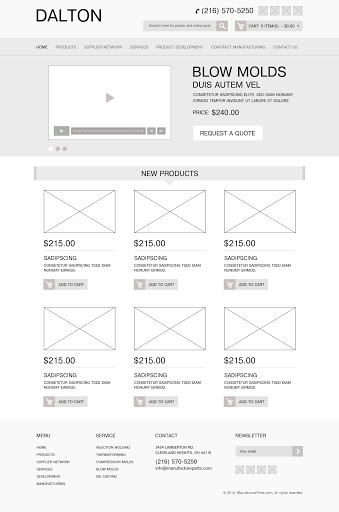 DALTON
(216) 570-5250
Search here for plastic and metal parts
CART: 0 ITEM(S) - $0.00
HOME PRODUCTS SUPPLIER NETWORK SERVICES PRODUCT DEVELOPMENT CONTRACT MANUFACTURING CONTACT US
BLOW MOLDS
DUIS AUTEM VEL
CONSETETUR SADIPSCING ELITR, SED DIAM NONUMY
EIRMOD TEMPOR INVIDUNT UT LABORE ET DOLORE
PRICE: $240.00
REQUEST A QUOTE
NEW PRODUCTS
$215.00 $215.00 $215.00
SADIPSCING SADIPSCING SADIPSCING
CONSETETUR SADIPSCING TSED DIAM CONSETETUR SADIPSCING TSED DIAM CONSETETUR SADIPSCING TSED DIAM
NONUMY EIRMOD. NONUMY EIRMOD. NONUMY EIRMOD.
ADD TO CART ADD TO CART ADD TO CART
$215.00 $215.00 $215.00
SADIPSCING SADIPSCING SADIPSCING
CONSETETUR SADIPSCING TSED DIAM CONSETETUR SADIPSCING TSED DIAM CONSETETUR SADIPSCING TSED DIAM
NONUMY EIRMOD. NONUMY EIRMOD. NONUMY EIRMOD.
ADD TO CART ADD TO CART ADD TO CART
MENU SERVICE CONTACT NEWSLETTER
HOME INJECTION MOLDING 2424 LAMBERTON RD.
PRODUCTS THERMOFORMING CLEVELAND HEIGHTS, OH 44118 Your email
SUPPLIER NETWORK COMPRESSION MOLDS (216) 570-5250
SERVICES BLOW MOLDS info@manufactureparts.com
DEVELOPMENT DIE CASTING
MANUFACTURING
© 2014. ManufactureParts.com, all rights reserved.